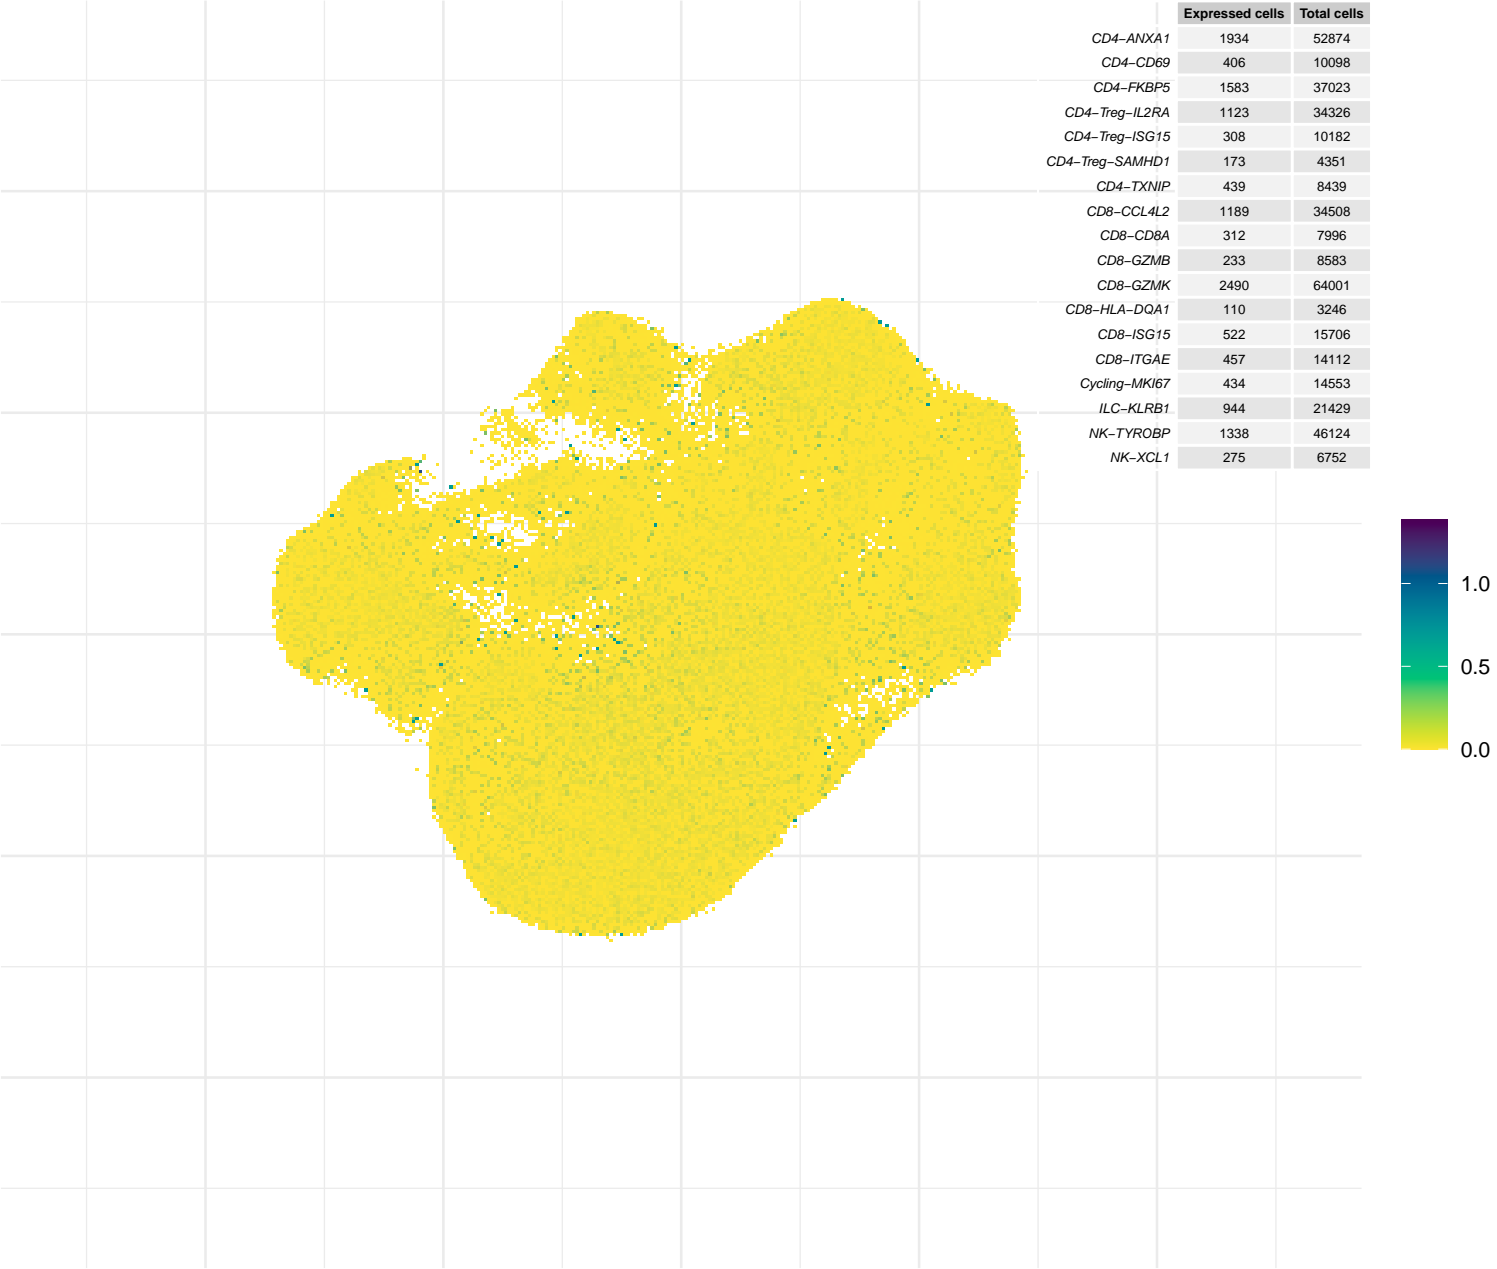 Expressed cells Total cells
CD4−ANXA1 1934 52874
CD4−CD69 406 10098
CD4−FKBP5 1583 37023
CD4−Treg−IL2RA 1123 34326
CD4−Treg−ISG15 308 10182
CD4−Treg−SAMHD1 173 4351
CD4−TXNIP 439 8439
CD8−CCL4L2 1189 34508
CD8−CD8A 312 7996
CD8−GZMB 233 8583
CD8−GZMK 2490 64001
CD8−HLA−DQA1 110 3246
CD8−ISG15 522 15706
CD8−ITGAE 457 14112
Cycling−MKI67 434 14553
ILC−KLRB1 944 21429
NK−TYROBP 1338 46124
NK−XCL1 275 6752
1.0
0.5
0.0